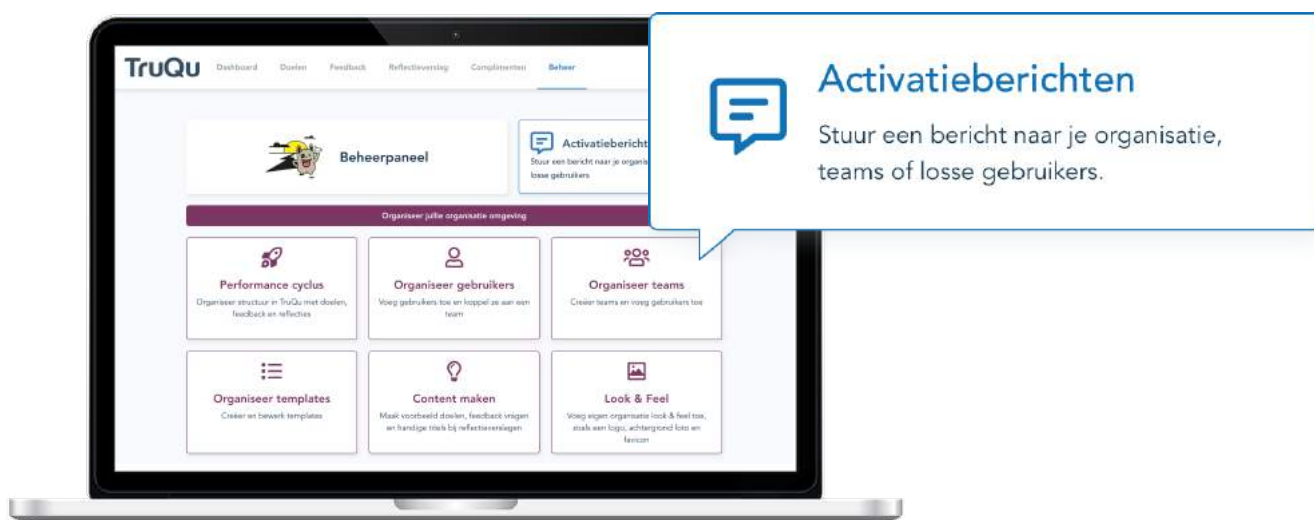 TruQu Dashboard Doelen Feedback Reflectieverslag Complimenten Beheer
Activatieberichten
Stuur een bericht naar je organisatie,
teams of losse gebruikers.
Beheerpaneel
Activatiebericht
Stuur een bericht naar je organis
losse gebruikers
Organiseer jullie organisatie omgeving
Performance cyclus
Organiseer structuur in TruQu met doelen,
feedback en reflecties
Organiseer gebruikers
Voeg gebruikers toe en koppel ze aan een
team
Organiseer teams
Creëer teams en voeg gebruikers toe
Organiseer templates
Creëer en bewerk templates
Content maken
Maak voorbeeld doelen, feedback vragen
en handige titels bij reflectieverslagen
Look & Feel
Voeg eigen organisatie look & feel toe,
zoals een logo, achtergrond foto en
favicon